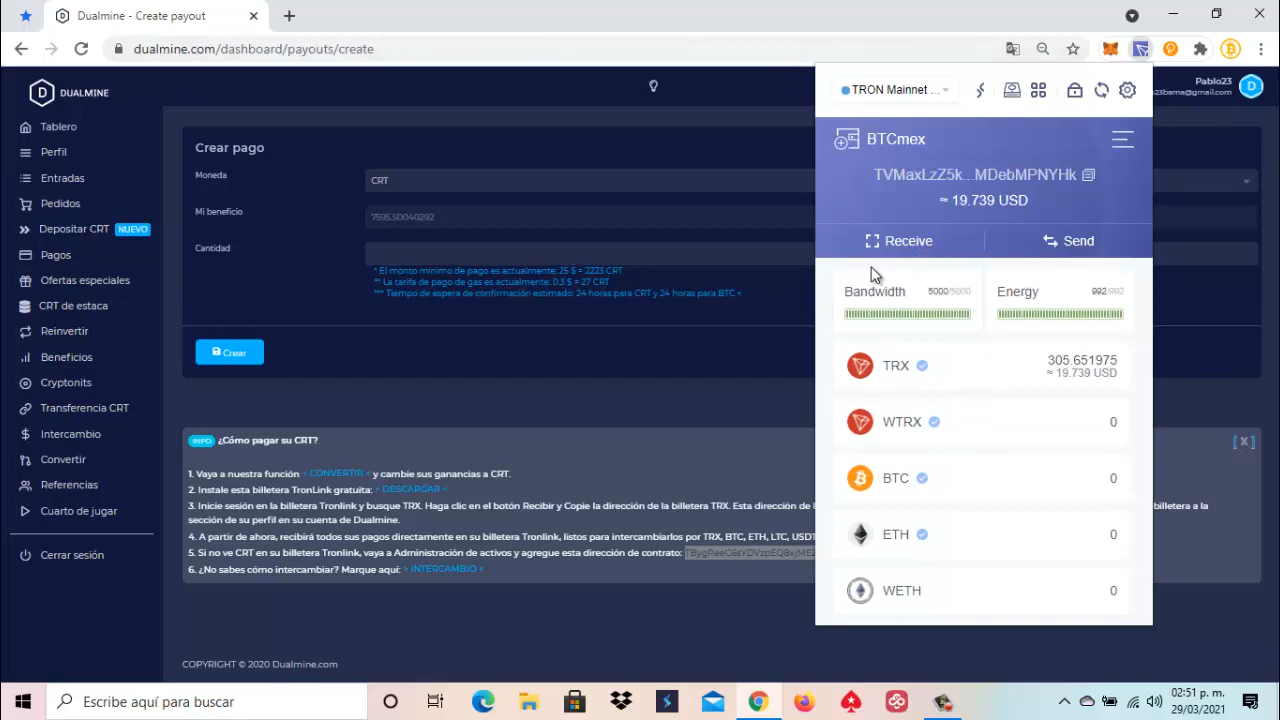 Dualmine - Create payout
dualmine.com/dashboard/payouts/create
DUALMINE
Pablo23
Tablero
Perfil
Entradas
Pedidos
Depositar CRT NUEVO
Pagos
Ofertas especiales
CRT de estaca
Reinvertir
Beneficios
Cryptonits
Transferencia CRT
Intercambio
Convertir
Referencias
Cuarto de jugar
Cerrar sesión
Crear pago
Moneda
CRT
Mi beneficio
7595.50040292
Cantidad
* El monto mínimo de pago es actualmente: 25 $ = 2223 CRT
** La tarifa de pago de gas es actualmente: 0.3 $ = 27 CRT
*** Tiempo de espera de confirmación estimado: 24 horas para CRT y 24 horas para BTC +
Crear
INFO ¿Cómo pagar su CRT? [ X ]
1. Vaya a nuestra función > CONVERTIR < y cambie sus ganancias a CRT.
2. Instale esta billetera TronLink gratuita: > DESCARGAR <
3. Inicie sesión en la billetera Tronlink y busque TRX. Haga clic en el botón Recibir y Copie la dirección de la billetera TRX. Esta dirección de billetera a la
sección de su perfil en su cuenta de Dualmine.
4. A partir de ahora, recibirá todos sus pagos directamente en su billetera Tronlink, listos para intercambiarlos por TRX, BTC, ETH, LTC, USDT
5. Si no ve CRT en su billetera Tronlink, vaya a Administración de activos y agregue esta dirección de contrato:
6. ¿No sabes cómo intercambiar? Marque aquí: > INTERCAMBIO <
COPYRIGHT © 2020 Dualmine.com
TRON Mainnet ...
BTCmex
TVMaxLzZ5k...MDebMPNYHk
≈ 19.739 USD
Receive
Send
Bandwidth 5000/5000
Energy 992/992
TRX 305.651975
≈ 19.739 USD
WTRX 0
BTC 0
ETH 0
WETH 0
Escribe aquí para buscar
02:51 p. m.
29/03/2021